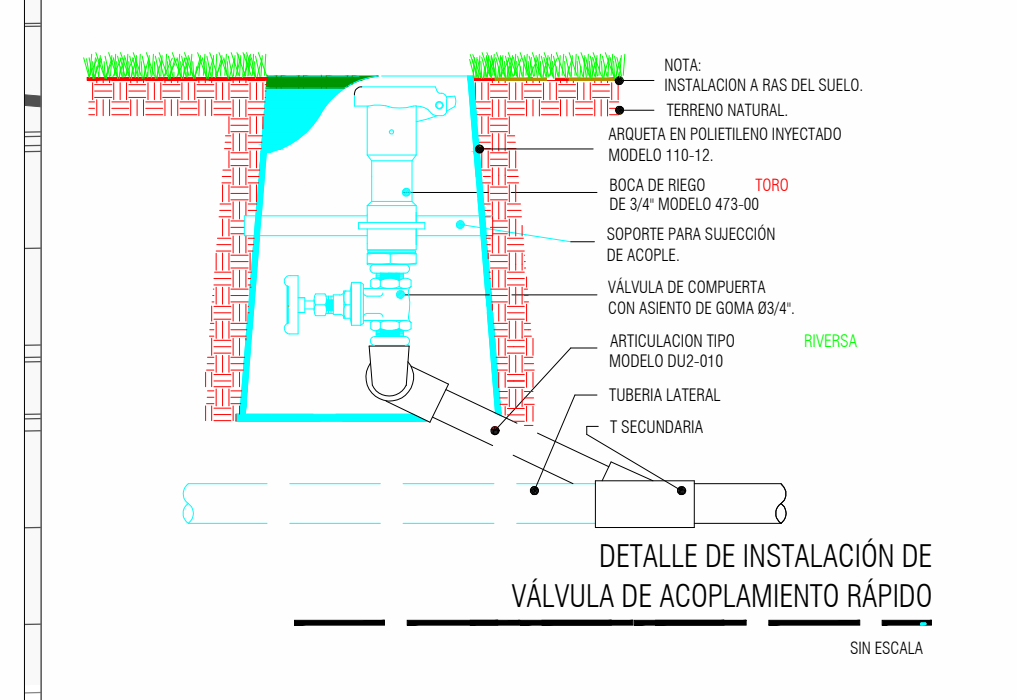 NOTA:
INSTALACION A RAS DEL SUELO.
TERRENO NATURAL.
ARQUETA EN POLIETILENO INYECTADO
MODELO 110-12.
BOCA DE RIEGO TORO
DE 3/4" MODELO 473-00
SOPORTE PARA SUJECCIÓN
DE ACOPLE.
VÁLVULA DE COMPUERTA
CON ASIENTO DE GOMA Ø3/4".
ARTICULACION TIPO RIVERSA
MODELO DU2-010
TUBERIA LATERAL
T SECUNDARIA
DETALLE DE INSTALACIÓN DE
VÁLVULA DE ACOPLAMIENTO RÁPIDO
SIN ESCALA